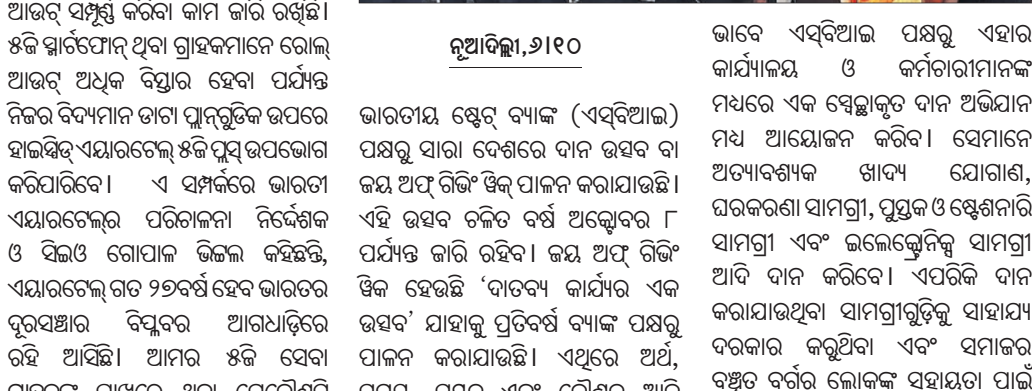 ଆଉଟ୍ ସମ୍ପୂର୍ଣ୍ଣ କରିବା କାମ ଜାରି ରଖିଛି।
୫ଜି ସ୍ମାର୍ଟଫୋନ୍ ଥିବା ଗ୍ରାହକମାନେ ରୋଲ୍
ଆଉଟ୍ ଅଧିକ ବିସ୍ତାର ହେବା ପର୍ଯ୍ୟନ୍ତ
ନିଜର ବିଦ୍ୟମାନ ଡାଟା ପ୍ଲାନ୍‌ଗୁଡିକ ଉପରେ
ହାଇସ୍ପିଡ୍ ଏୟାରଟେଲ୍ ୫ଜି ପ୍ଲସ୍ ଉପଭୋଗ
କରିପାରିବେ। ଏ ସମ୍ପର୍କରେ ଭାରତୀ
ଏୟାରଟେଲ୍‌ର ପରିଚାଳନା ନିର୍ଦ୍ଦେଶକ
ଓ ସିଇଓ ଗୋପାଳ ଭିଟ୍ଟଲ କହିଛନ୍ତି,
ଏୟାରଟେଲ୍ ଗତ ୨୭ବର୍ଷ ହେବ ଭାରତର
ଦୂରସଞ୍ଚାର ବିପ୍ଳବର ଆଗଧାଡ଼ିରେ
ରହି ଆସିଛି। ଆମର ୫ଜି ସେବା
ନୂଆଦିଲ୍ଲୀ,୬।୧୦
ଭାରତୀୟ ଷ୍ଟେଟ୍ ବ୍ୟାଙ୍କ (ଏସ୍‌ବିଆଇ)
ପକ୍ଷରୁ ସାରା ଦେଶରେ ଦାନ ଉତ୍ସବ ବା
ଜୟ ଅଫ୍ ଗିଭିଂ ୱିକ୍ ପାଳନ କରାଯାଉଛି।
ଏହି ଉତ୍ସବ ଚଳିତ ବର୍ଷ ଅକ୍ଟୋବର ୮
ପର୍ଯ୍ୟନ୍ତ ଜାରି ରହିବ। ଜୟ ଅଫ୍ ଗିଭିଂ
ୱିକ ହେଉଛି ‘ଦାତବ୍ୟ କାର୍ଯ୍ୟର ଏକ
ଉତ୍ସବ’ ଯାହାକୁ ପ୍ରତିବର୍ଷ ବ୍ୟାଙ୍କ ପକ୍ଷରୁ
ପାଳନ କରାଯାଉଛି। ଏଥିରେ ଅର୍ଥ,
ଭାବେ ଏସ୍‌ବିଆଇ ପକ୍ଷରୁ ଏହାର
କାର୍ଯ୍ୟାଳୟ ଓ କର୍ମଚାରୀମାନଙ୍କ
ମଧ୍ୟରେ ଏକ ସ୍ୱେଚ୍ଛାକୃତ ଦାନ ଅଭିଯାନ
ମଧ୍ୟ ଆୟୋଜନ କରିବ। ସେମାନେ
ଅତ୍ୟାବଶ୍ୟକ ଖାଦ୍ୟ ଯୋଗାଣ,
ଘରକରଣା ସାମଗ୍ରୀ, ପୁସ୍ତକ ଓ ଷ୍ଟେଶନାରି
ସାମଗ୍ରୀ ଏବଂ ଇଲେକ୍ଟ୍ରୋନିକ୍ସ ସାମଗ୍ରୀ
ଆଦି ଦାନ କରିବେ। ଏପରିକି ଦାନ
କରାଯାଉଥିବା ସାମଗ୍ରୀଗୁଡ଼ିକୁ ସାହାଯ୍ୟ
ଦରକାର କରୁଥିବା ଏବଂ ସମାଜର
ବଞ୍ଚିତ ବର୍ଗର ଲୋକଙ୍କ ସହାୟତା ପାଇଁ